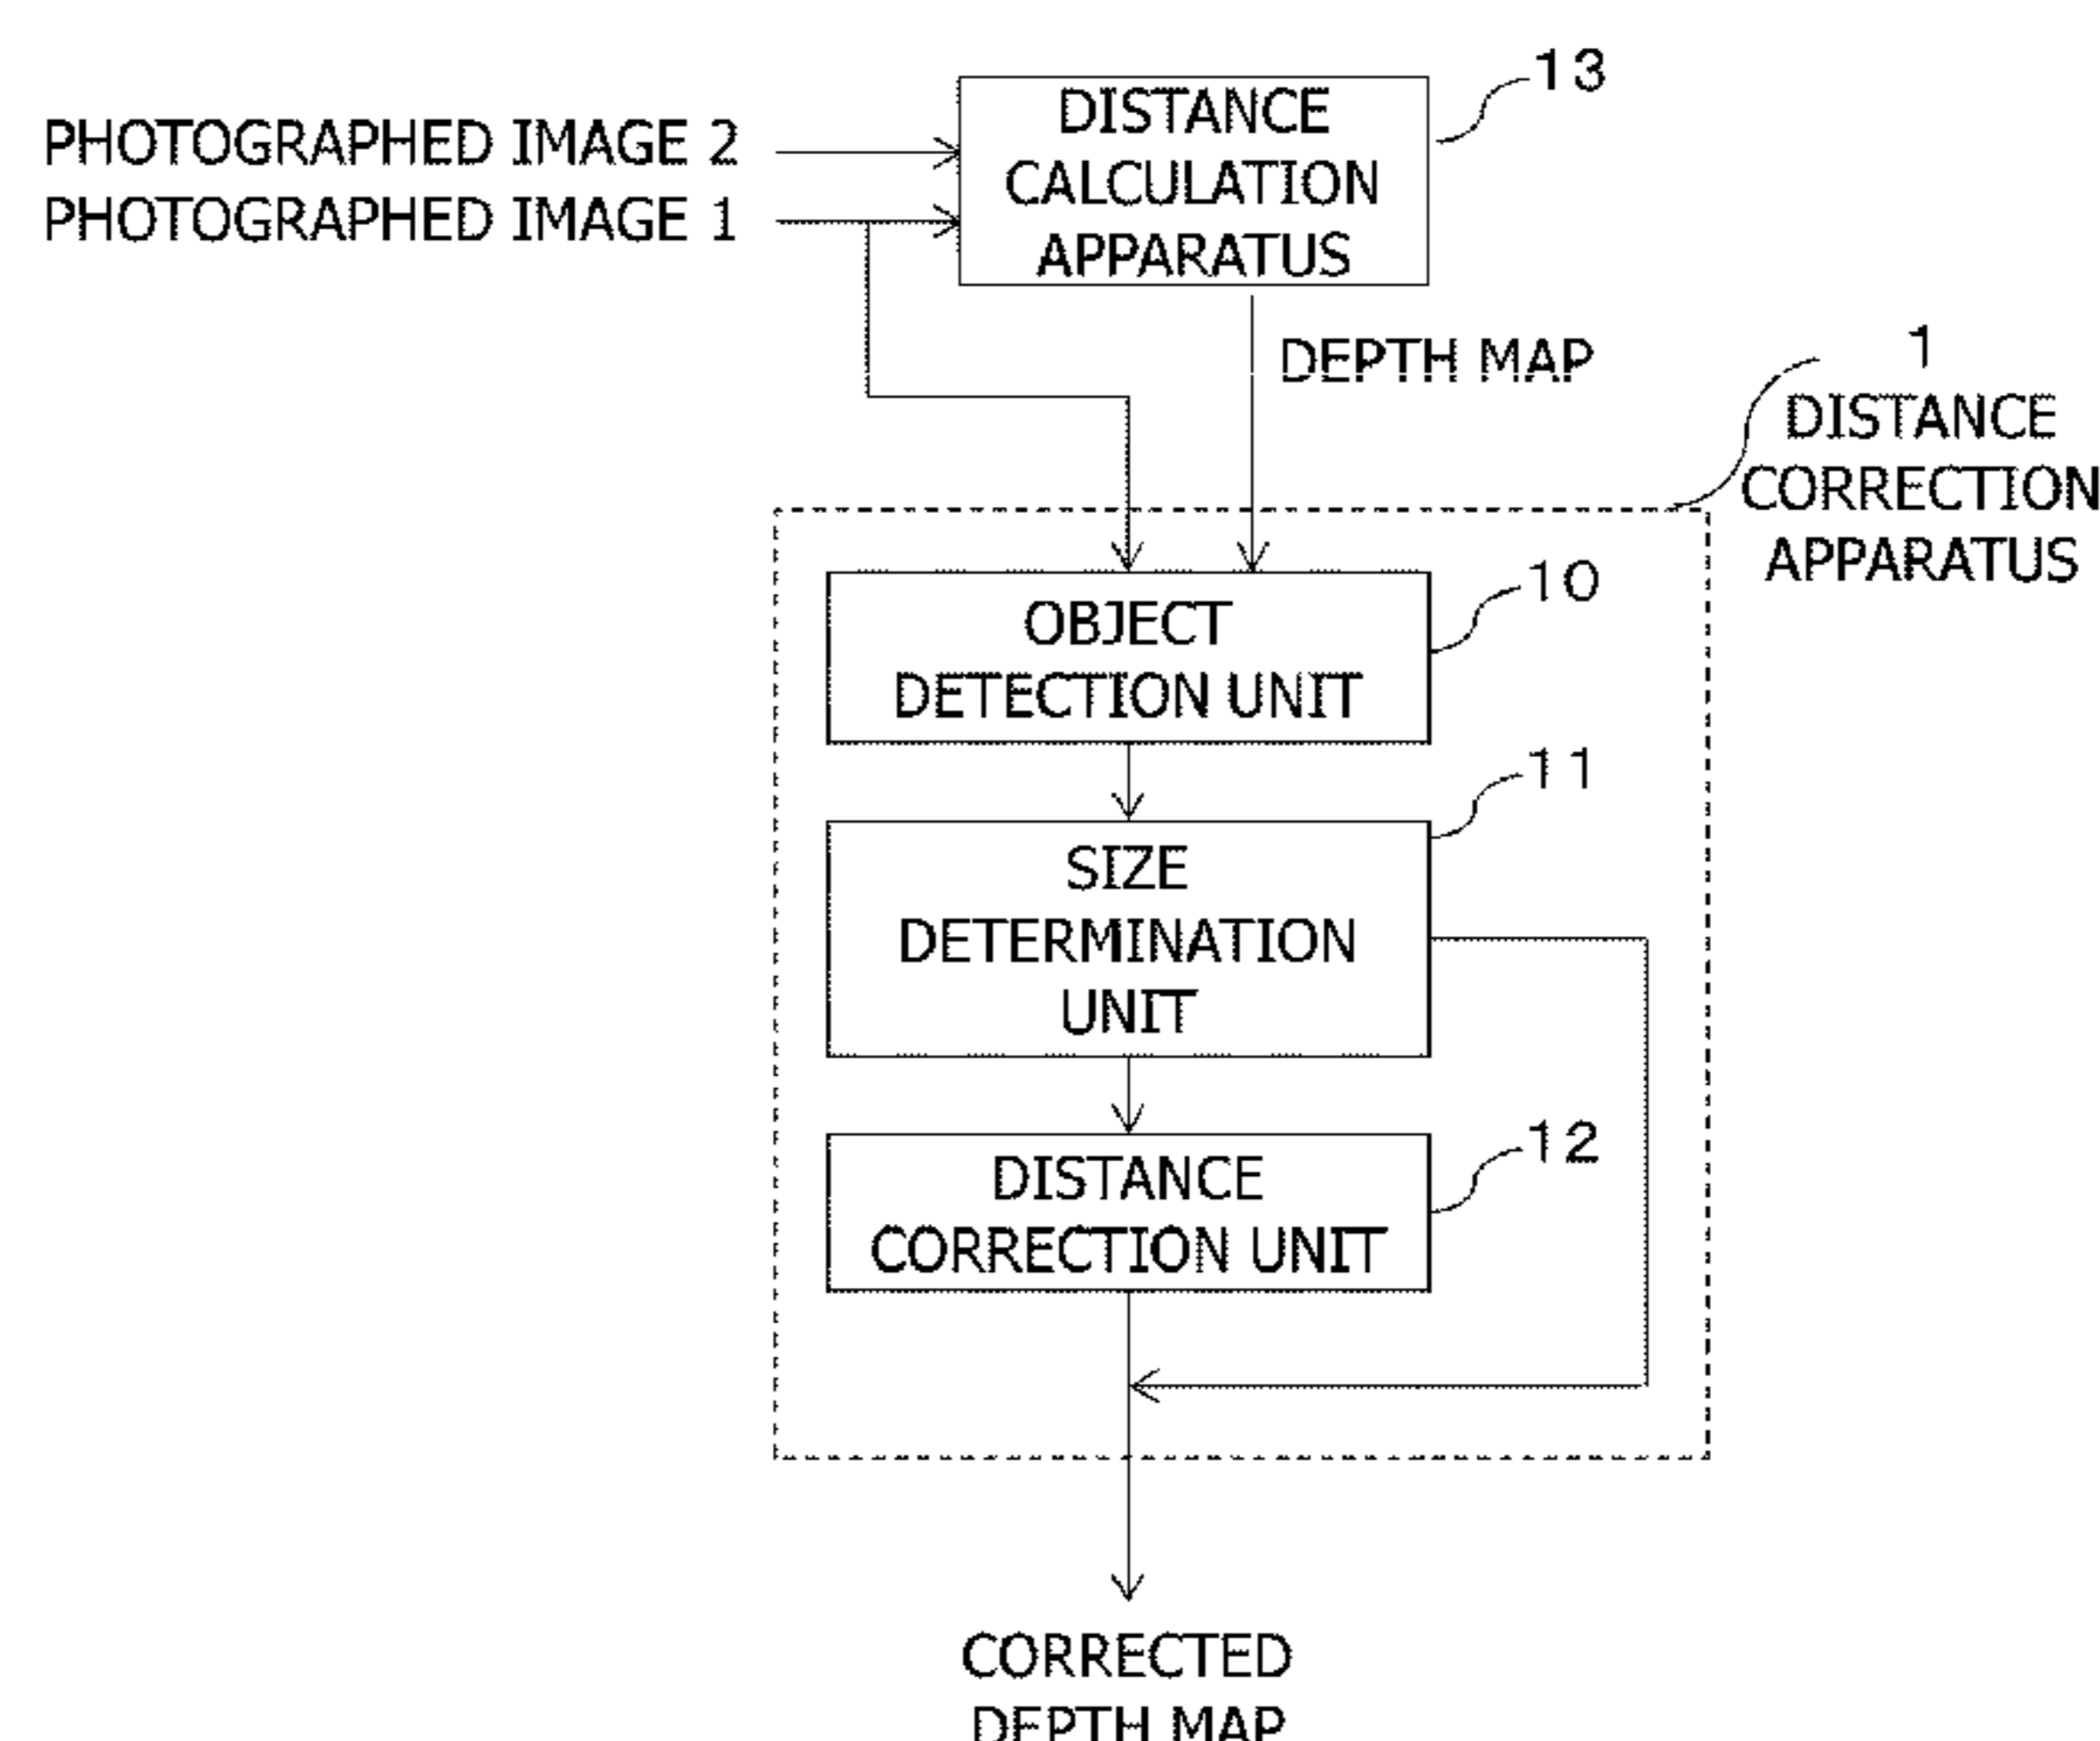 13
DISTANCE
CALCULATION
APPARATUS
PHOTOGRAPHED IMAGE 2
PHOTOGRAPHED IMAGE 1
DEPTH MAP
1
DISTANCE
CORRECTION
APPARATUS
10
OBJECT
DETECTION UNIT
11
SIZE
DETERMINATION
UNIT
12
DISTANCE
CORRECTION UNIT
CORRECTED
DEPTH MAP